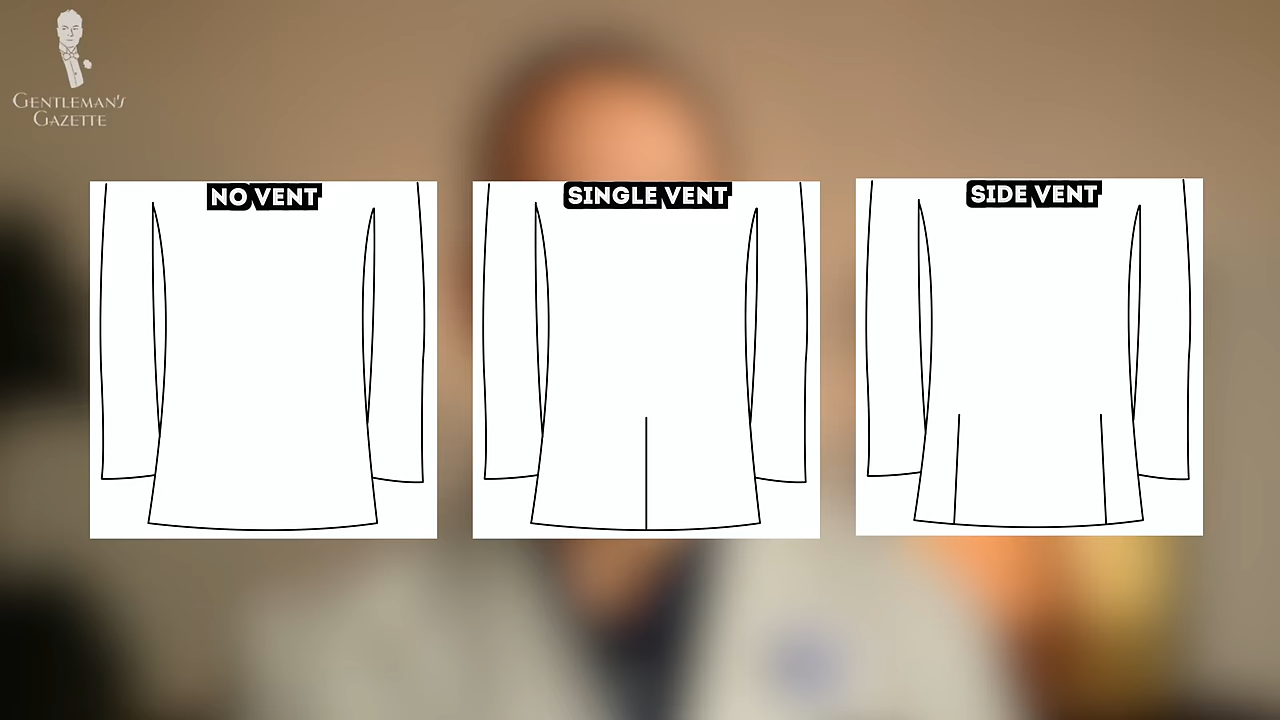 GENTLEMAN'S
GAZETTE
NO VENT
SINGLE VENT
SIDE VENT